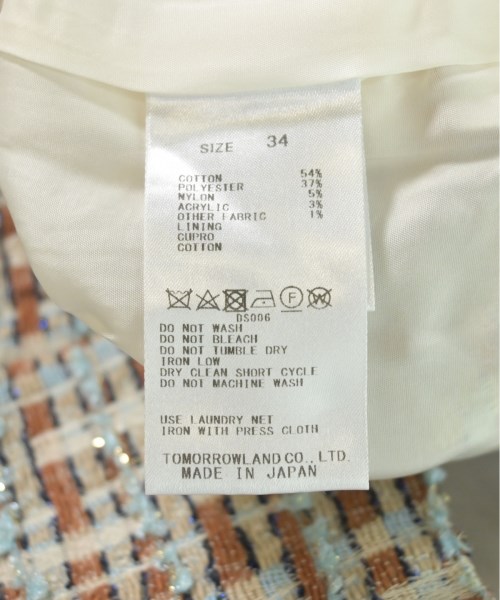 SIZE 34
COTTON 54%
POLYESTER 37%
NYLON 5%
ACRYLIC 3%
OTHER FABRIC 1%
LINING
CUPRO
COTTON
F W
DS006
DO NOT WASH
DO NOT BLEACH
DO NOT TUMBLE DRY
IRON LOW
DRY CLEAN SHORT CYCLE
DO NOT MACHINE WASH
USE LAUNDRY NET
IRON WITH PRESS CLOTH
TOMORROWLAND CO., LTD.
MADE IN JAPAN